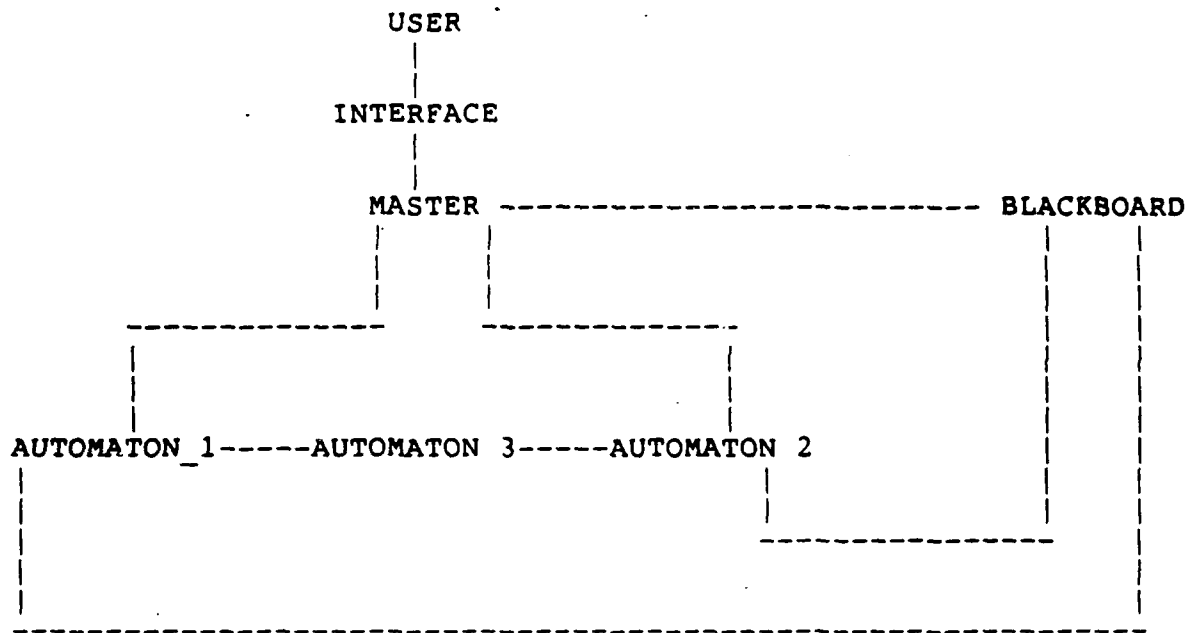 USER
INTERFACE
MASTER BLACKBOARD
AUTOMATON_1-----AUTOMATON 3-----AUTOMATON 2